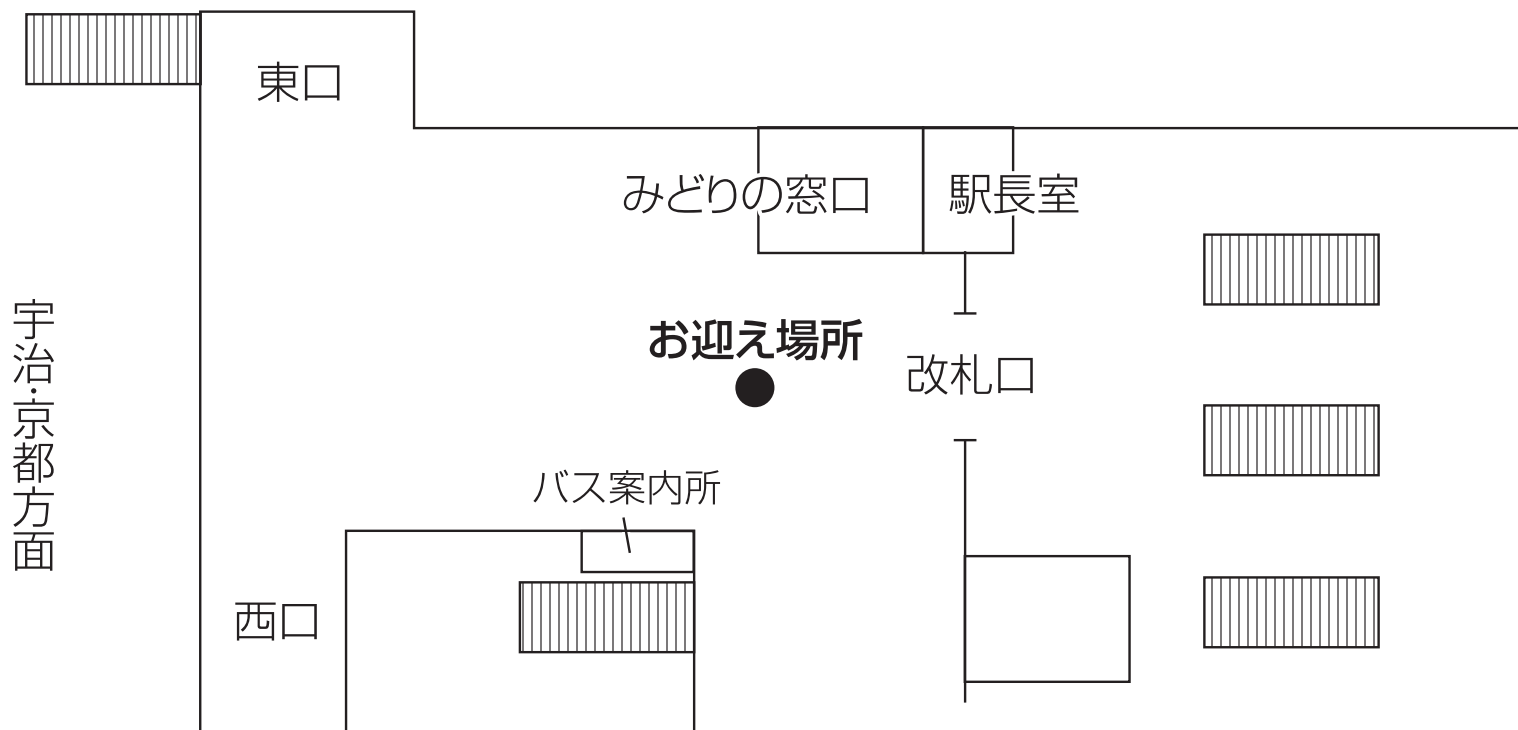 東口
みどりの窓口
駅長室
お迎え場所
改札口
宇治・京都方面
バス案内所
西口